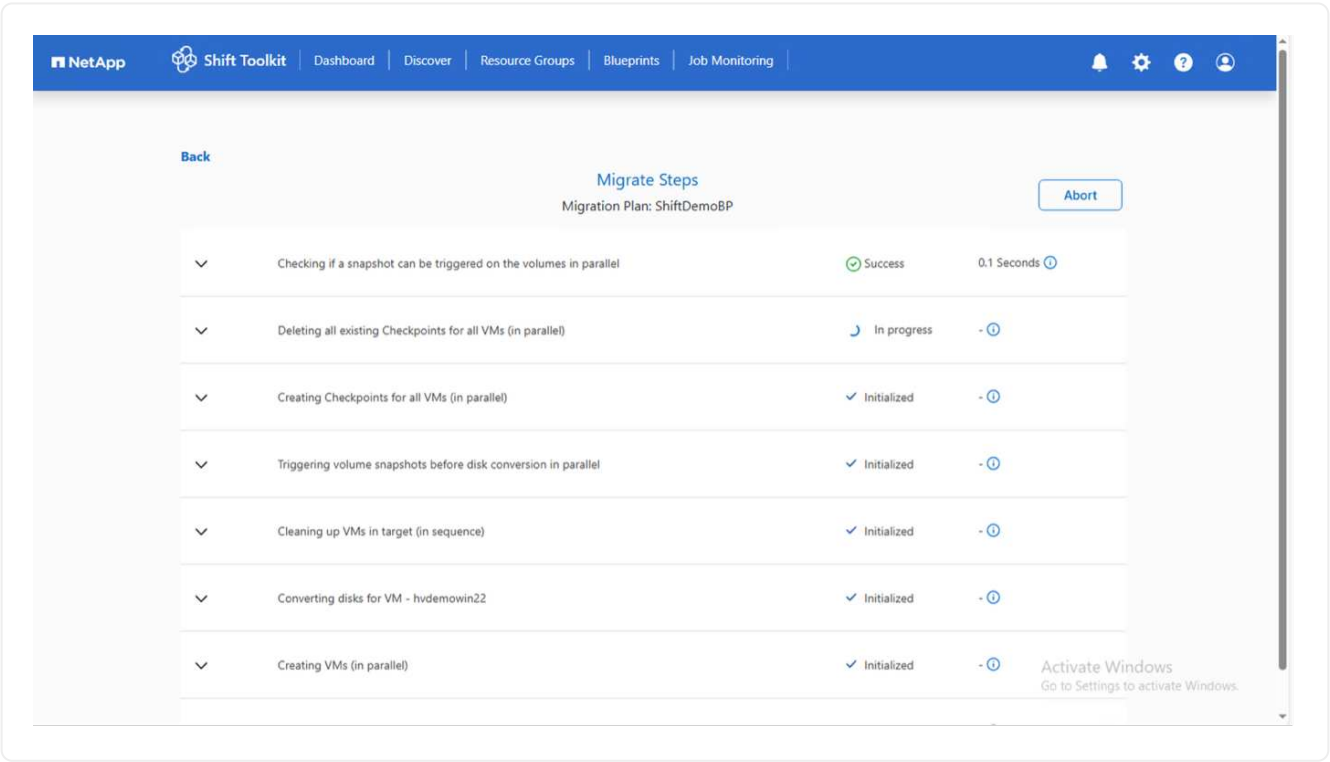 NetApp Shift Toolkit Dashboard Discover Resource Groups Blueprints Job Monitoring
Back
Migrate Steps
Migration Plan: ShiftDemoBP
Abort
Checking if a snapshot can be triggered on the volumes in parallel Success 0.1 Seconds
Deleting all existing Checkpoints for all VMs (in parallel) In progress -
Creating Checkpoints for all VMs (in parallel) Initialized -
Triggering volume snapshots before disk conversion in parallel Initialized -
Cleaning up VMs in target (in sequence) Initialized -
Converting disks for VM - hvdemowin22 Initialized -
Creating VMs (in parallel) Initialized -
Activate Windows
Go to Settings to activate Windows.